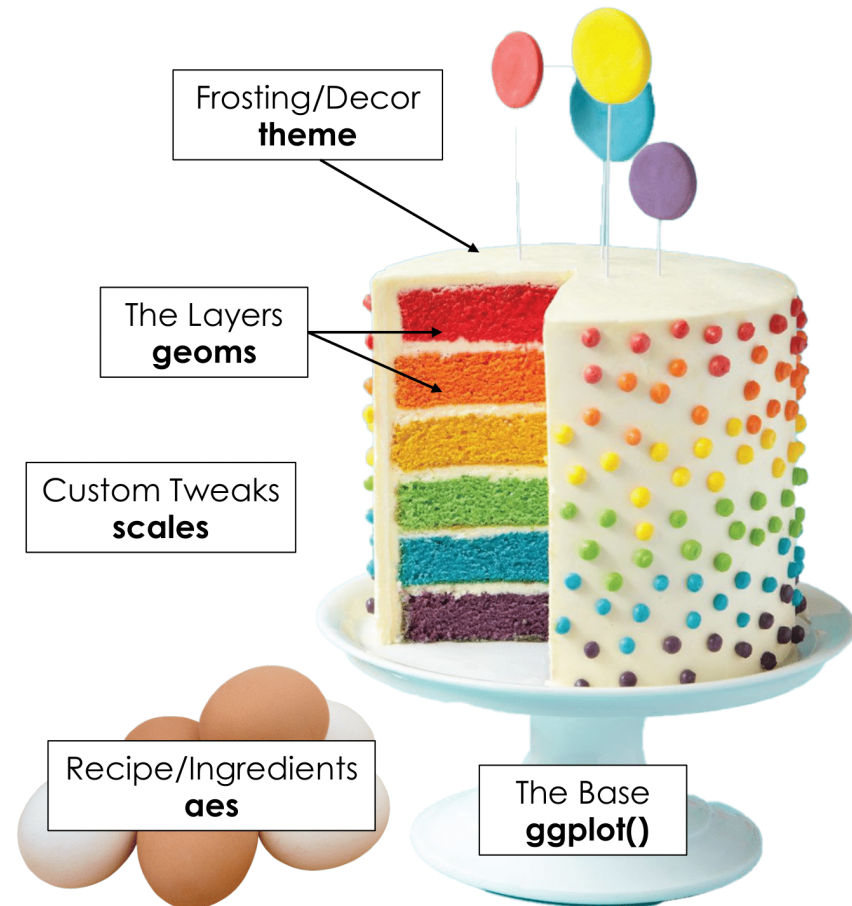 Frosting/Decor
theme
The Layers
geoms
Custom Tweaks
scales
Recipe/Ingredients
aes
The Base
ggplot()